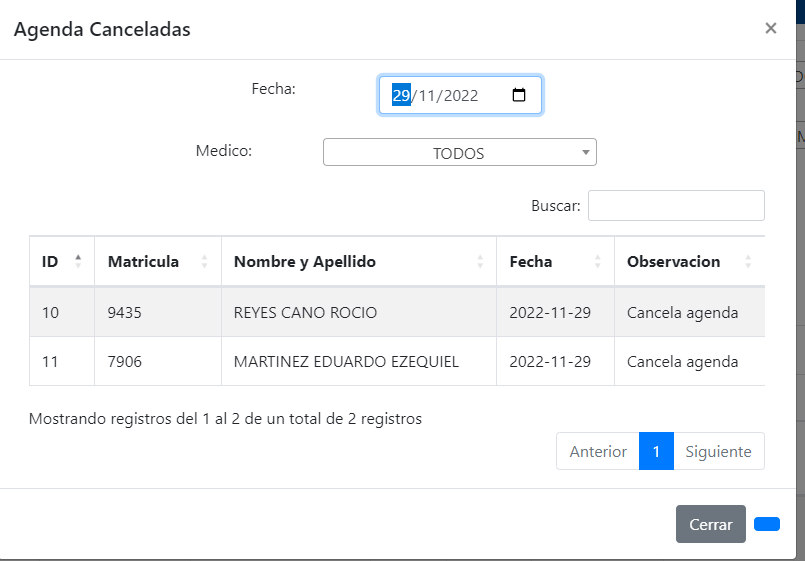 Agenda Canceladas ×
Fecha: 29/11/2022
Medico: TODOS
Buscar:
ID Matricula Nombre y Apellido Fecha Observacion
10 9435 REYES CANO ROCIO 2022-11-29 Cancela agenda
11 7906 MARTINEZ EDUARDO EZEQUIEL 2022-11-29 Cancela agenda
Mostrando registros del 1 al 2 de un total de 2 registros
Anterior 1 Siguiente
Cerrar